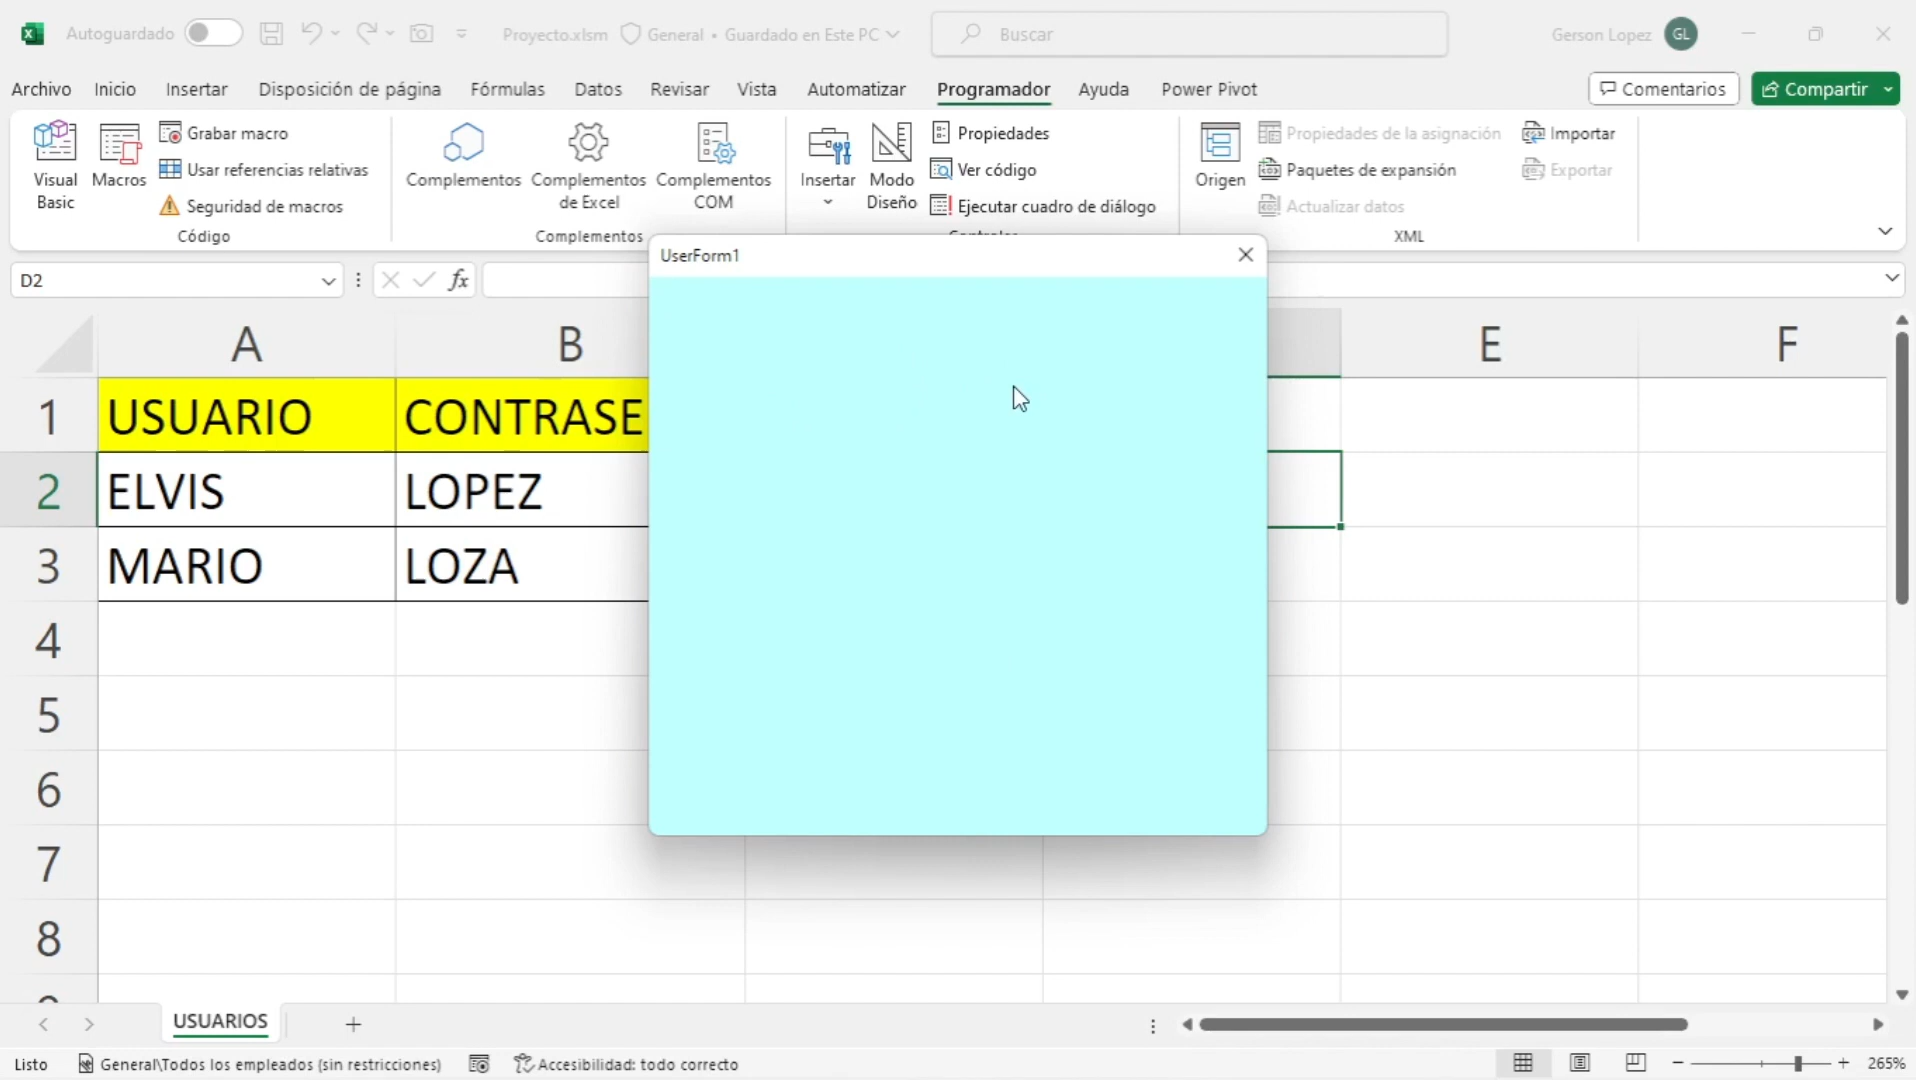 Autoguardado Proyecto.xlsm General • Guardado en Este PC Buscar Gerson Lopez GL
Archivo Inicio Insertar Disposición de página Fórmulas Datos Revisar Vista Automatizar Programador Ayuda Power Pivot Comentarios Compartir
Visual Basic
Macros
Grabar macro
Usar referencias relativas
Seguridad de macros
Código
Complementos
Complementos de Excel
Complementos COM
Complementos
Insertar
Modo Diseño
Propiedades
Ver código
Ejecutar cuadro de diálogo
Origen
Propiedades de la asignación
Paquetes de expansión
Actualizar datos
Importar
Exportar
XML
UserForm1
D2 fx
A B E F
1 USUARIO CONTRASE
2 ELVIS LOPEZ
3 MARIO LOZA
4
5
6
7
8
USUARIOS
Listo General\Todos los empleados (sin restricciones) Accesibilidad: todo correcto 265%